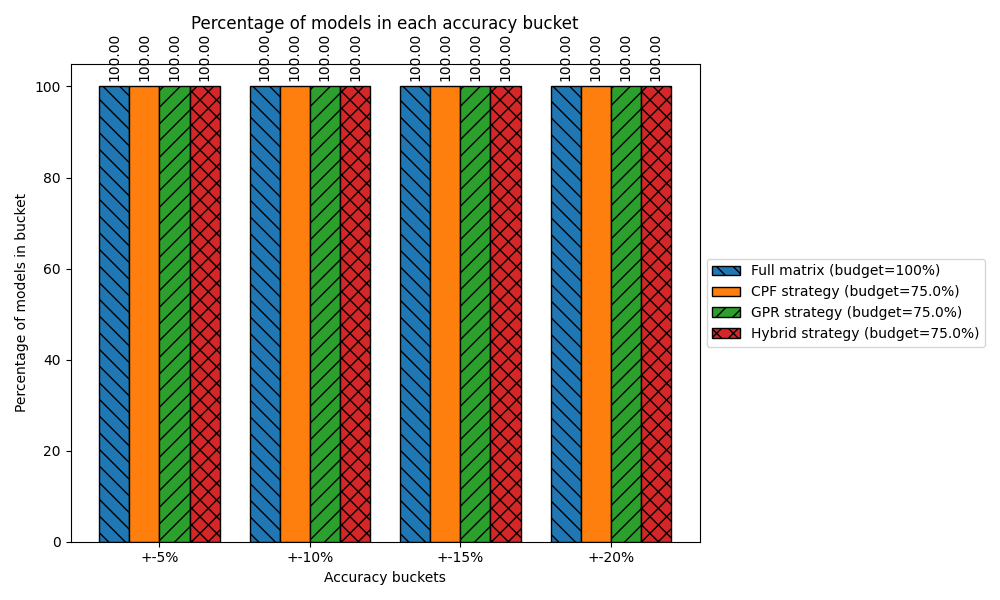 Percentage of models in each accuracy bucket
100.00 100.00 100.00 100.00 100.00 100.00 100.00 100.00 100.00 100.00 100.00 100.00 100.00 100.00 100.00 100.00
100
80
60
40
20
0
Percentage of models in bucket
+-5% +-10% +-15% +-20%
Accuracy buckets
Full matrix (budget=100%)
CPF strategy (budget=75.0%)
GPR strategy (budget=75.0%)
Hybrid strategy (budget=75.0%)